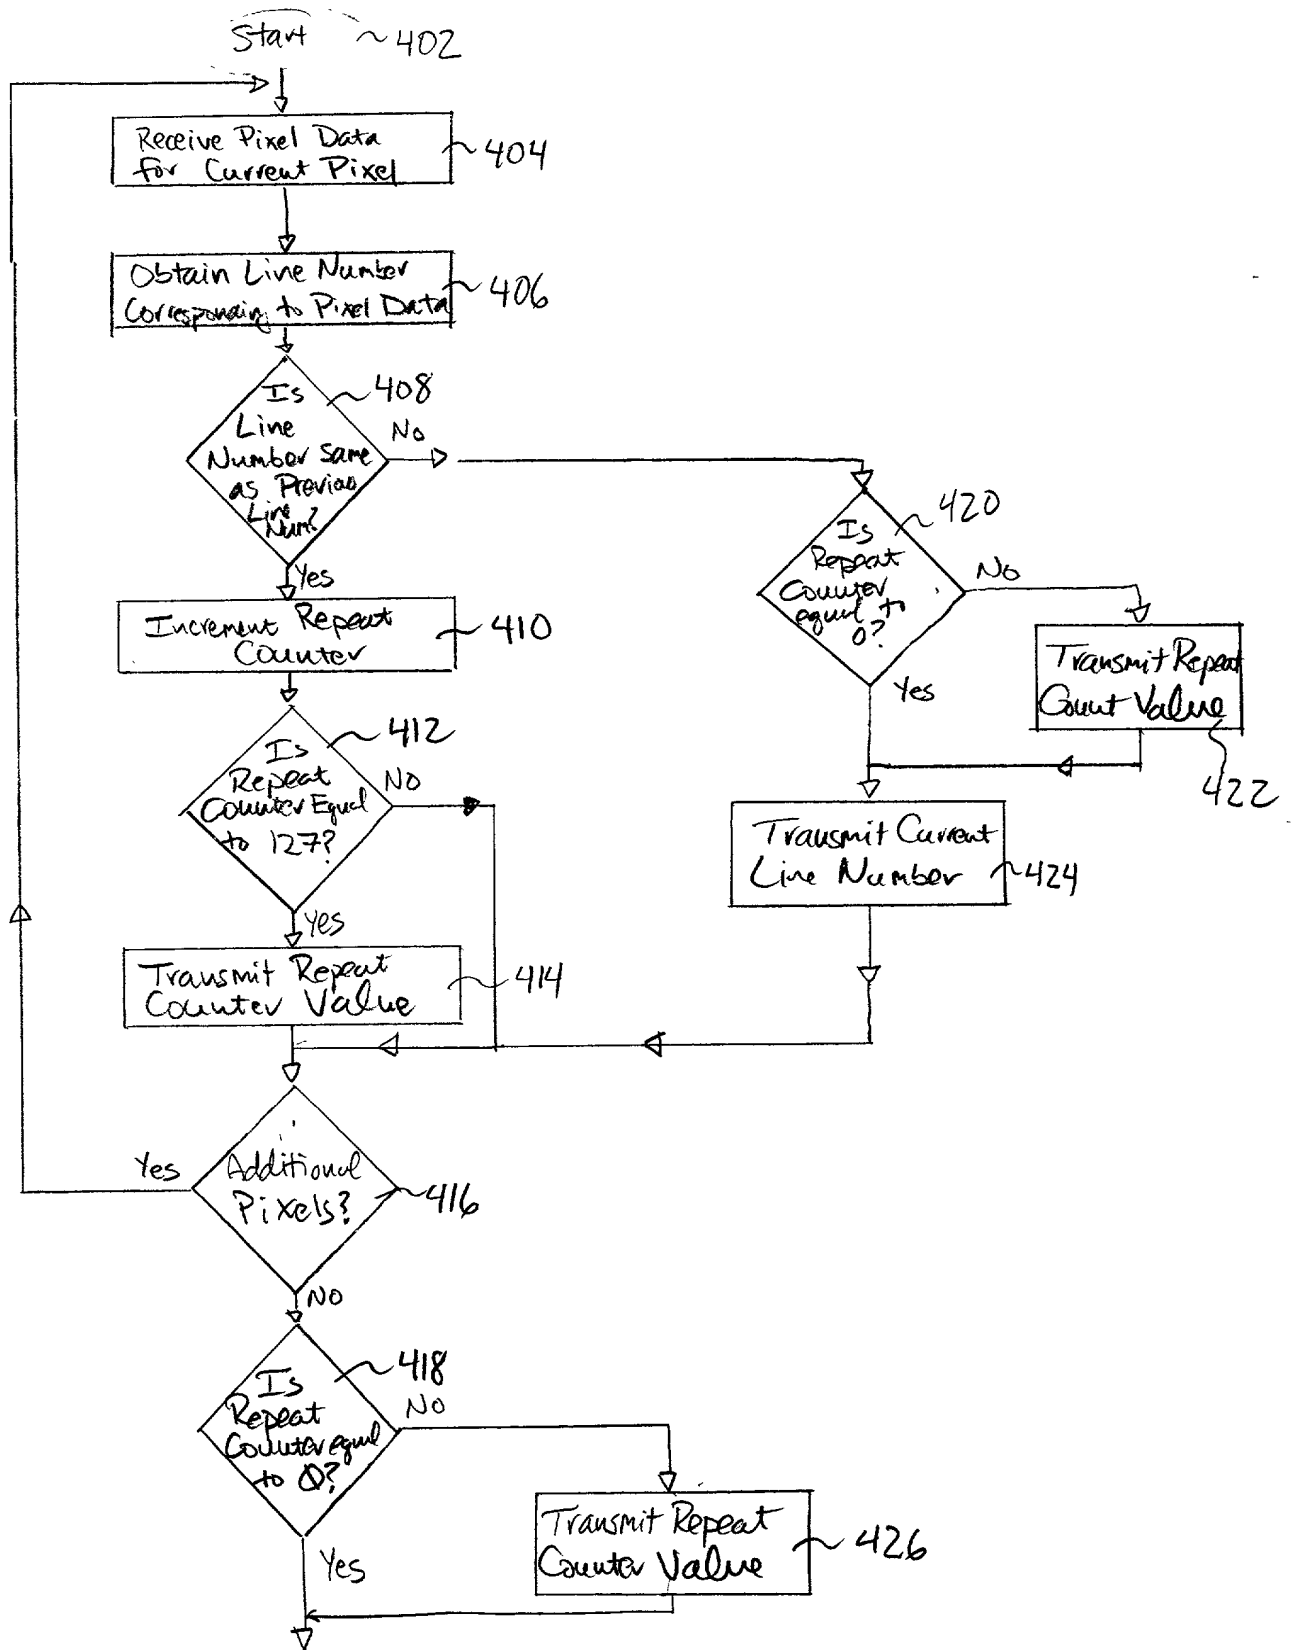 Start 402
Receive Pixel Data
for Current Pixel
404
Obtain Line Number
Corresponding to Pixel Data
406
Is
Line
Number Same
as Previou
Line
Num?
408
No
Yes
Increment Repeat
Counter
410
Is
Repeat
Counter Equal
to 127?
412
No
Yes
Transmit Repeat
Counter Value
414
Is
Repeat
Counter
equal to
0?
420
No
Yes
Transmit Repeat
Count Value
422
Transmit Current
Line Number
424
Additional
Pixels?
416
Yes
No
Is
Repeat
Counter equal
to 0?
418
No
Yes
Transmit Repeat
Counter Value
426